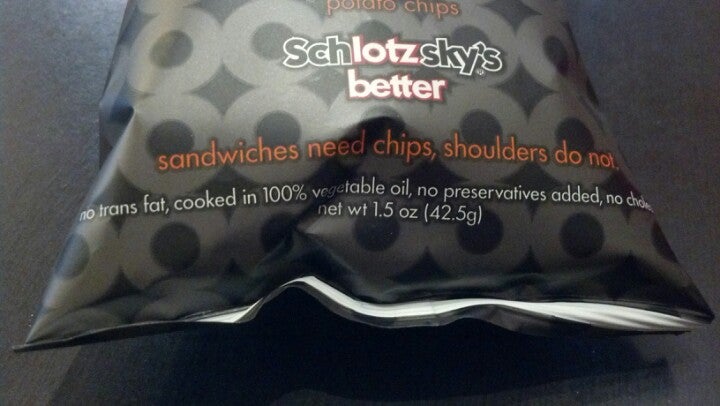 potato chips
Schlotzsky's
better
sandwiches need chips, shoulders do not.
no trans fat, cooked in 100% vegetable oil, no preservatives added, no
net wt 1.5 oz (42.5g)